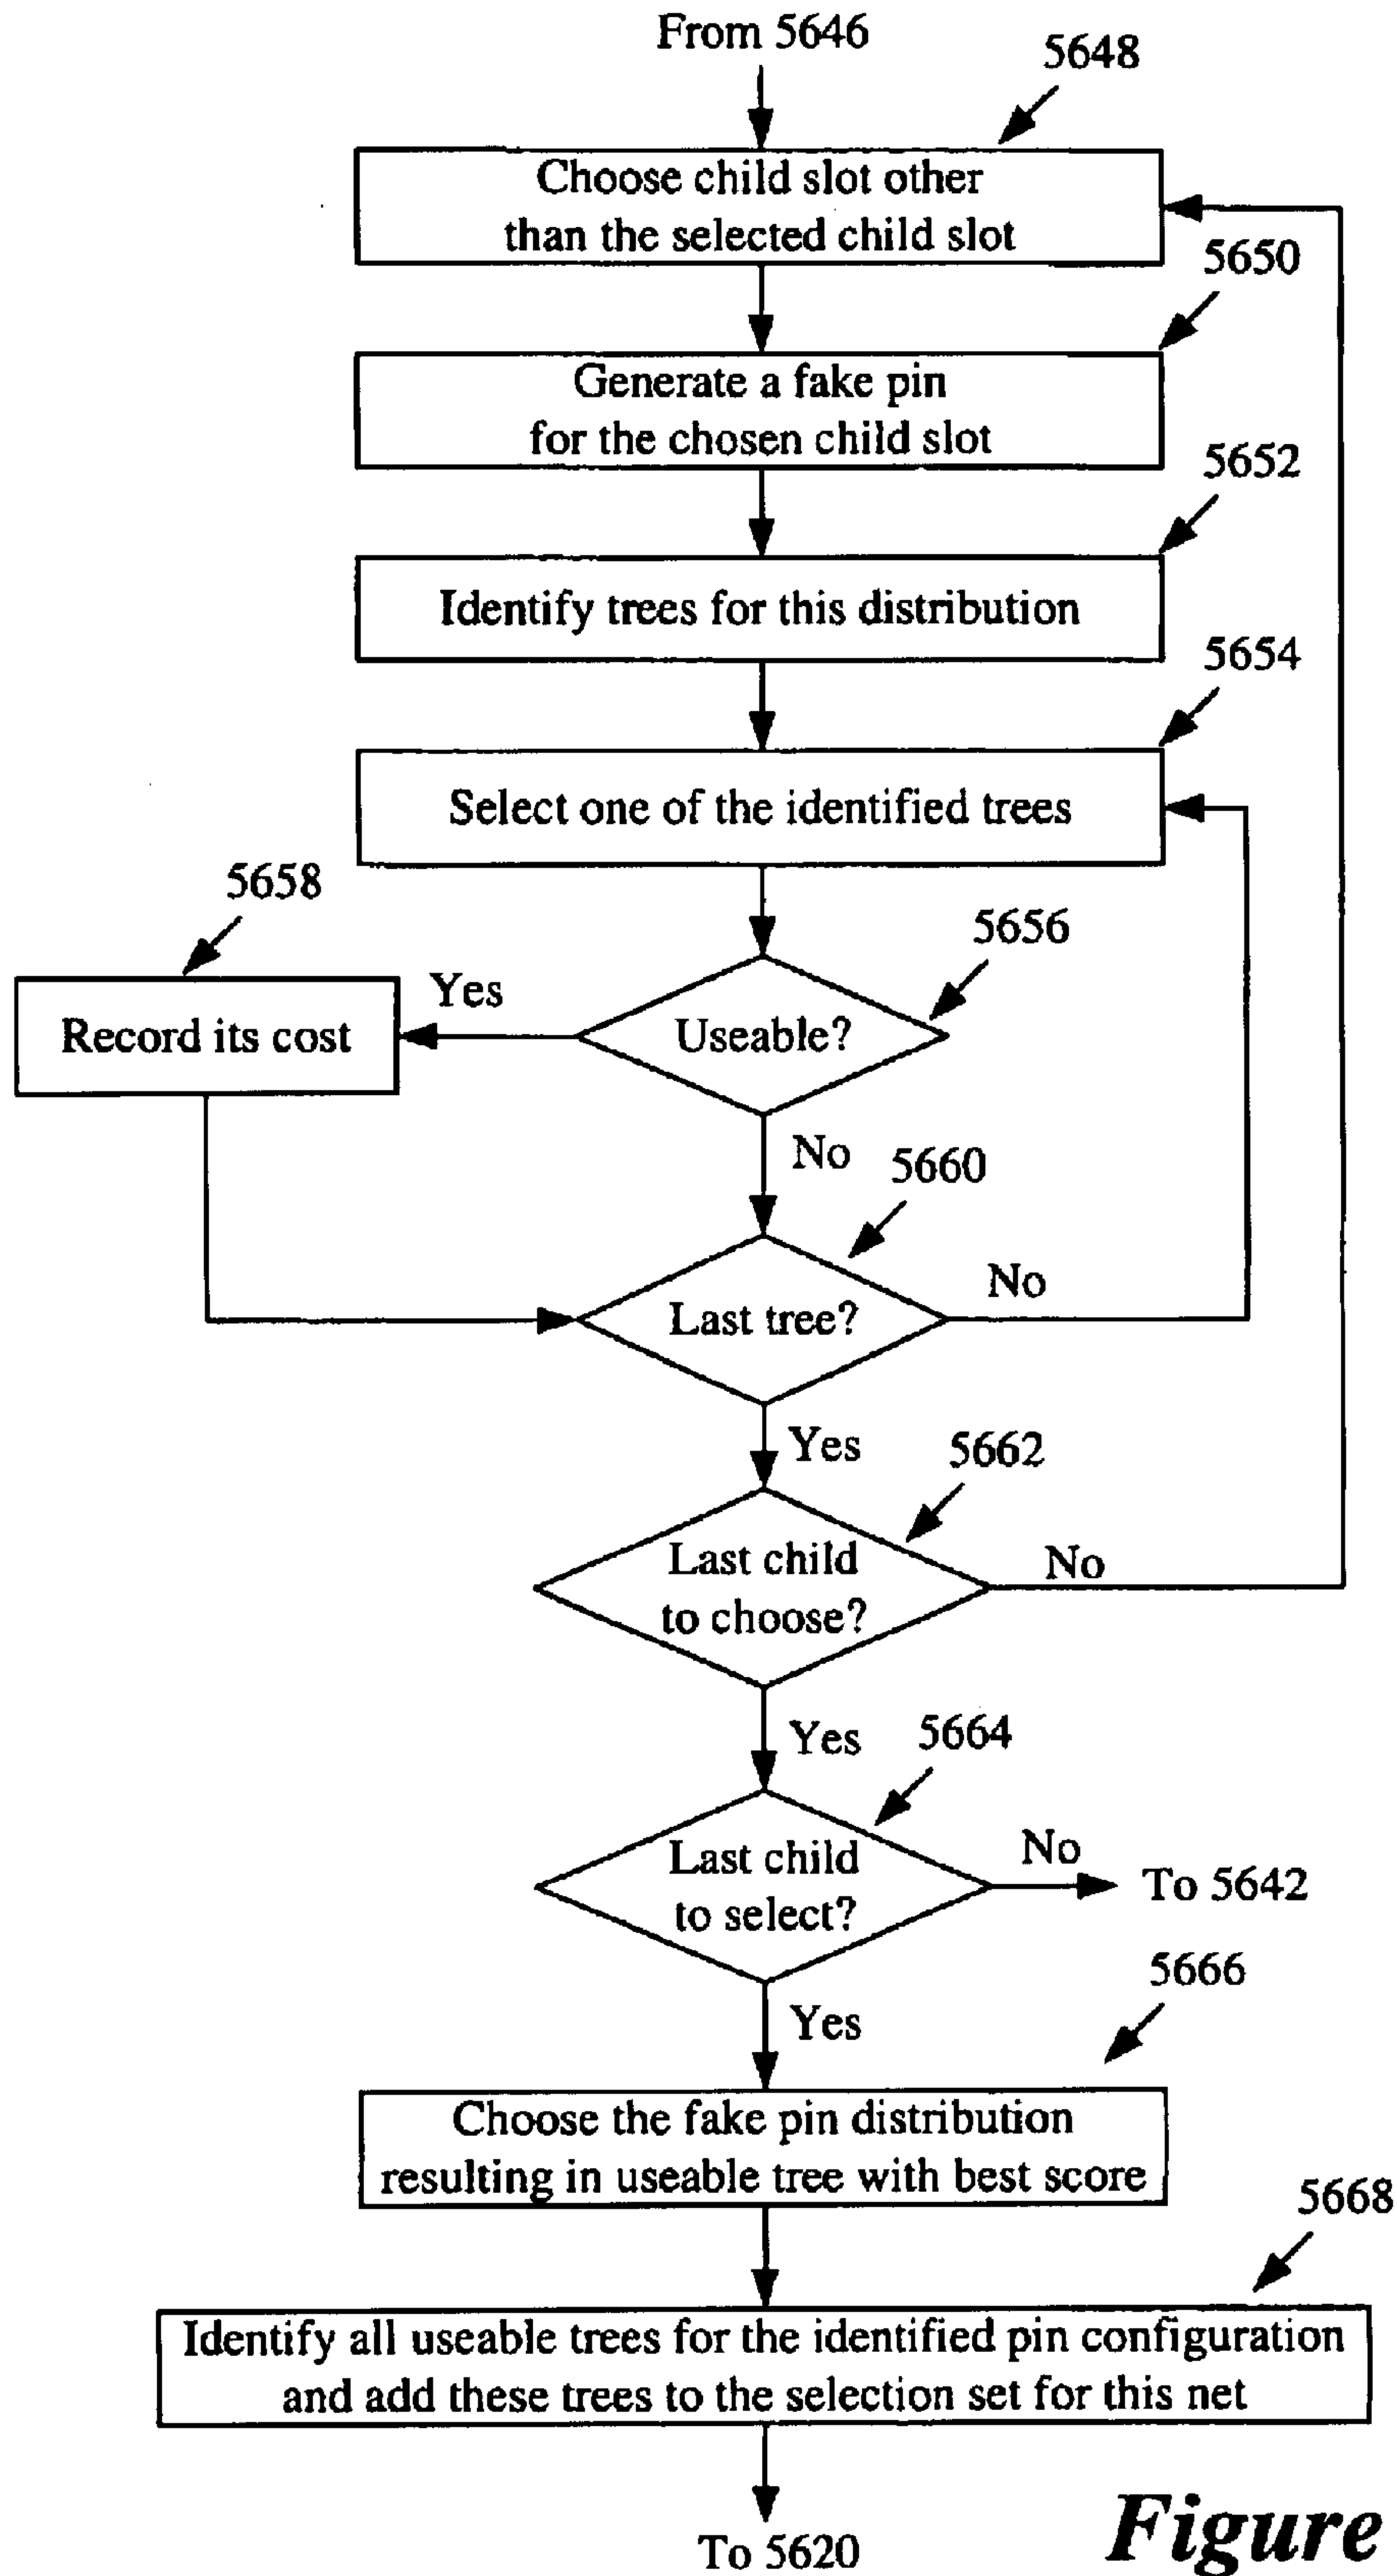 From 5646
5648
Choose child slot other
than the selected child slot
5650
Generate a fake pin
for the chosen child slot
5652
Identify trees for this distribution
5654
Select one of the identified trees
5658
5656
Yes
Record its cost
Useable?
No
5660
No
Last tree?
Yes
5662
Last child
to choose?
No
Yes
5664
Last child
to select?
No
To 5642
5666
Yes
Choose the fake pin distribution
resulting in useable tree with best score
5668
Identify all useable trees for the identified pin configuration
and add these trees to the selection set for this net
To 5620
Figure